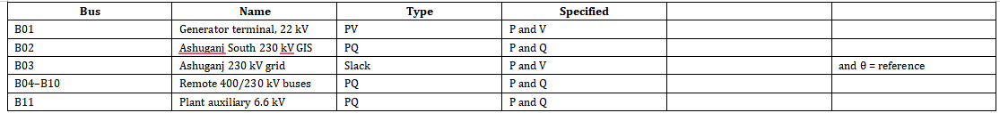 Bus Name Type Specified
B01 Generator terminal, 22 kV PV P and V
B02 Ashuganj South 230 kV GIS PQ P and Q
B03 Ashuganj 230 kV grid Slack P and V and θ = reference
B04–B10 Remote 400/230 kV buses PQ P and Q
B11 Plant auxiliary 6.6 kV PQ P and Q